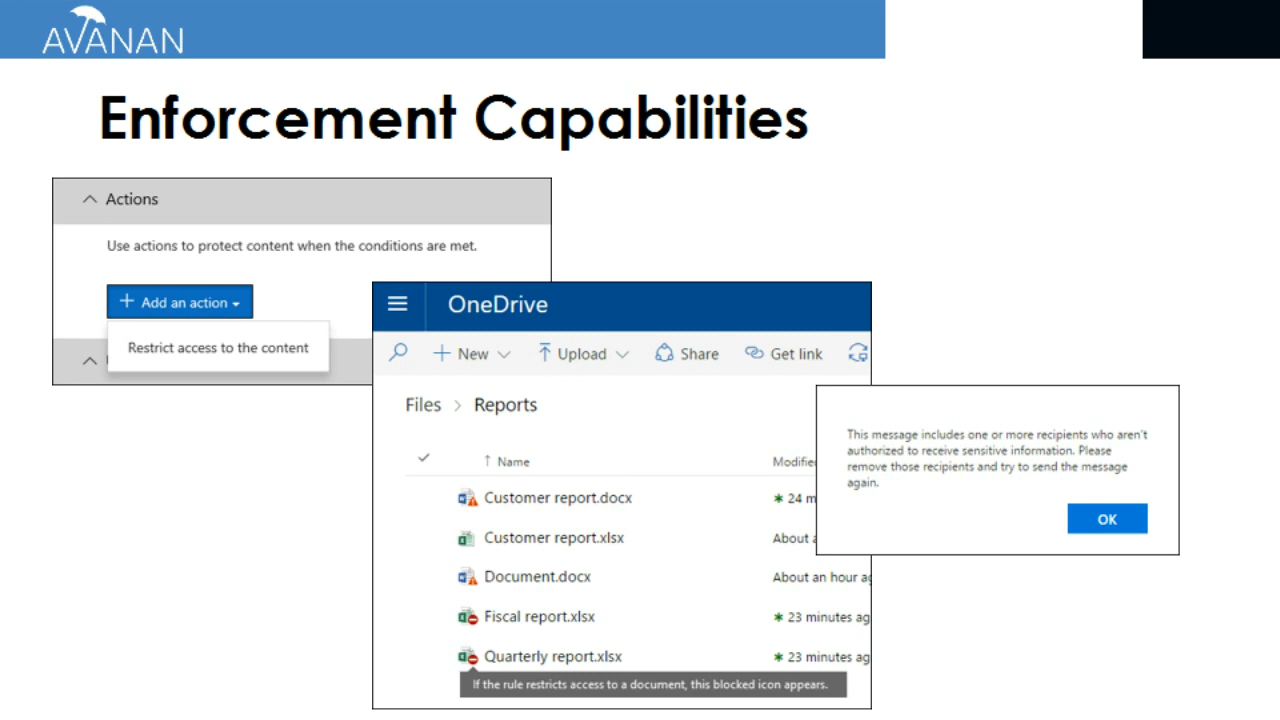 AVANAN
Enforcement Capabilities
Actions
Use actions to protect content when the conditions are met.
+ Add an action
Restrict access to the content
OneDrive
+ New
Upload
Share
Get link
Files > Reports
↑ Name
Modifie
Customer report.docx
24 m
Customer report.xlsx
About a
Document.docx
About an hour ag
Fiscal report.xlsx
23 minutes ag
Quarterly report.xlsx
23 minutes ag
If the rule restricts access to a document, this blocked icon appears.
This message includes one or more recipients who aren't
authorized to receive sensitive information. Please
remove those recipients and try to send the message
again.
OK